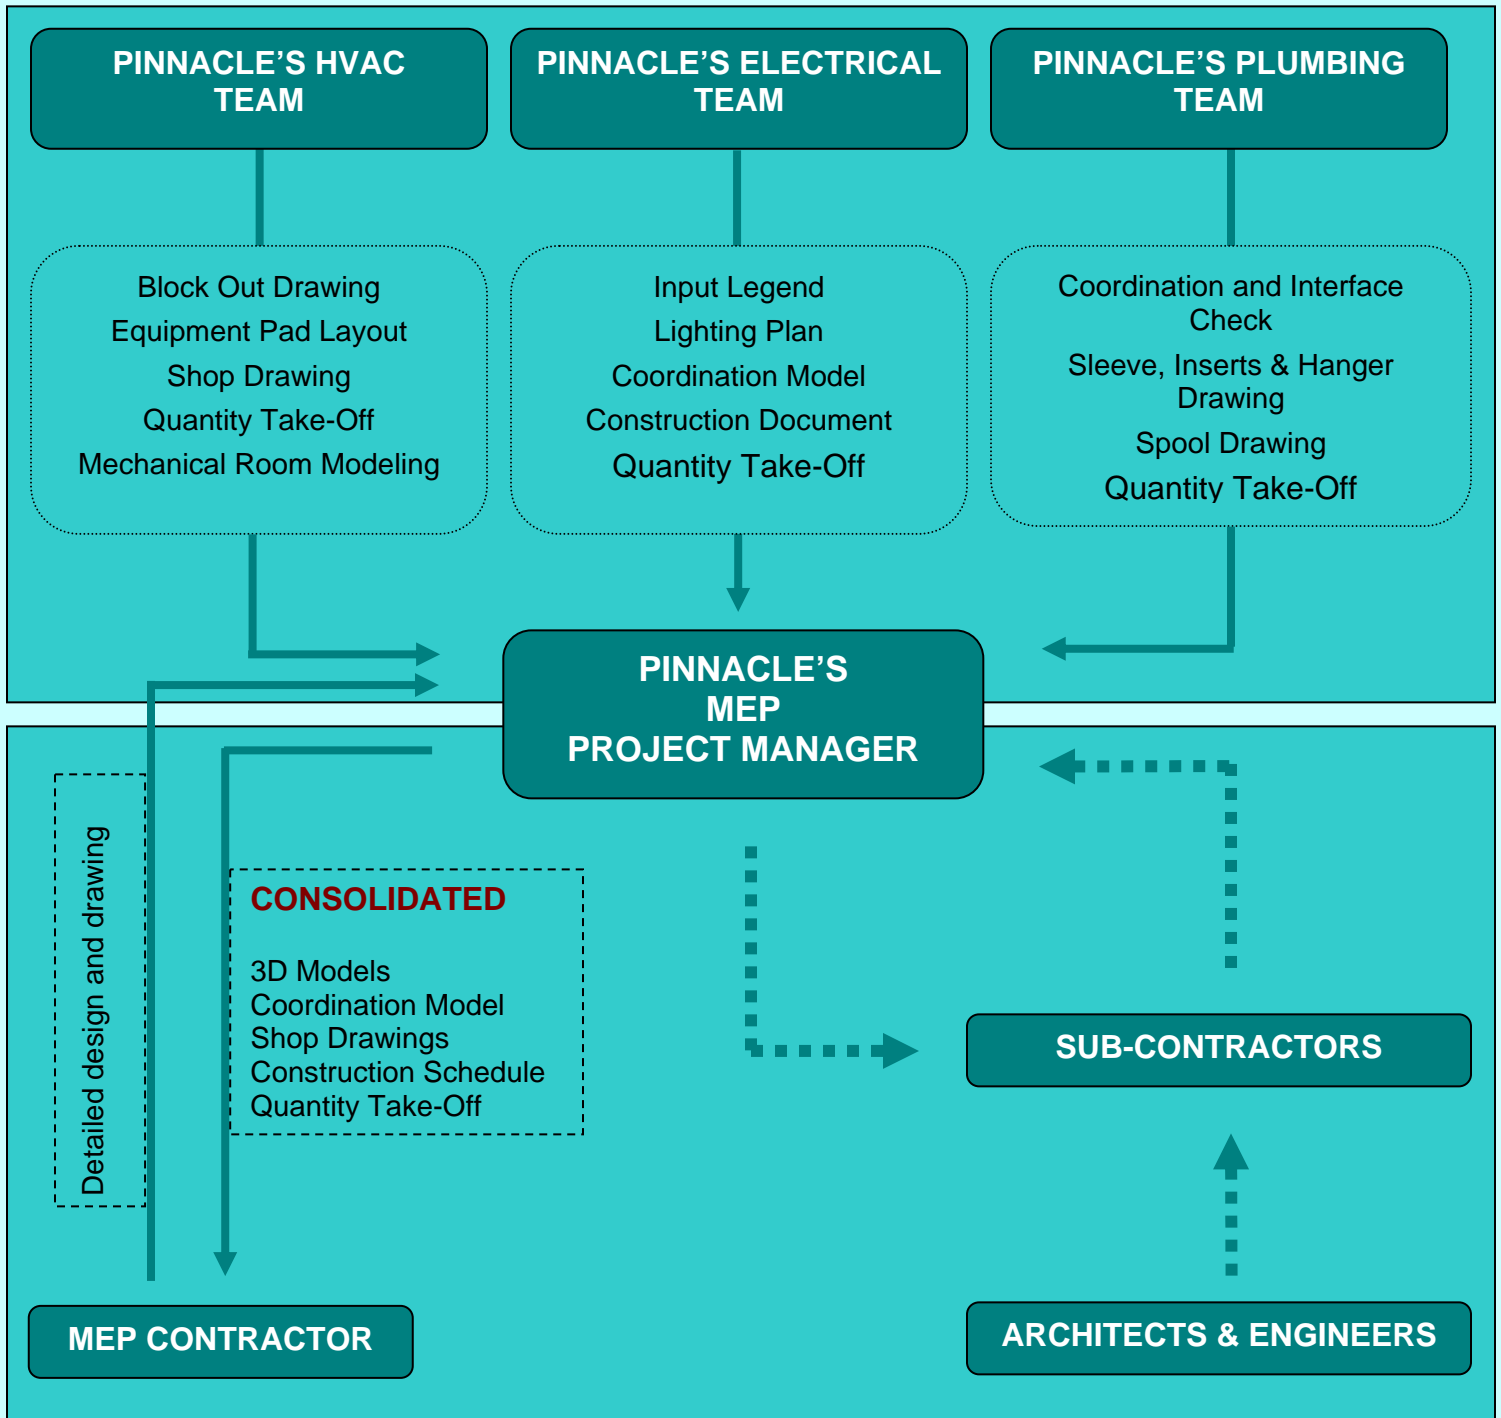 PINNACLE’S HVAC
TEAM
PINNACLE’S ELECTRICAL
TEAM
PINNACLE’S PLUMBING
TEAM
Block Out Drawing
Equipment Pad Layout
Shop Drawing
Quantity Take-Off
Mechanical Room Modeling
Input Legend
Lighting Plan
Coordination Model
Construction Document
Quantity Take-Off
Coordination and Interface
Check
Sleeve, Inserts & Hanger
Drawing
Spool Drawing
Quantity Take-Off
PINNACLE’S
MEP
PROJECT MANAGER
Detailed design and drawing
CONSOLIDATED
3D Models
Coordination Model
Shop Drawings
Construction Schedule
Quantity Take-Off
SUB-CONTRACTORS
MEP CONTRACTOR
ARCHITECTS & ENGINEERS